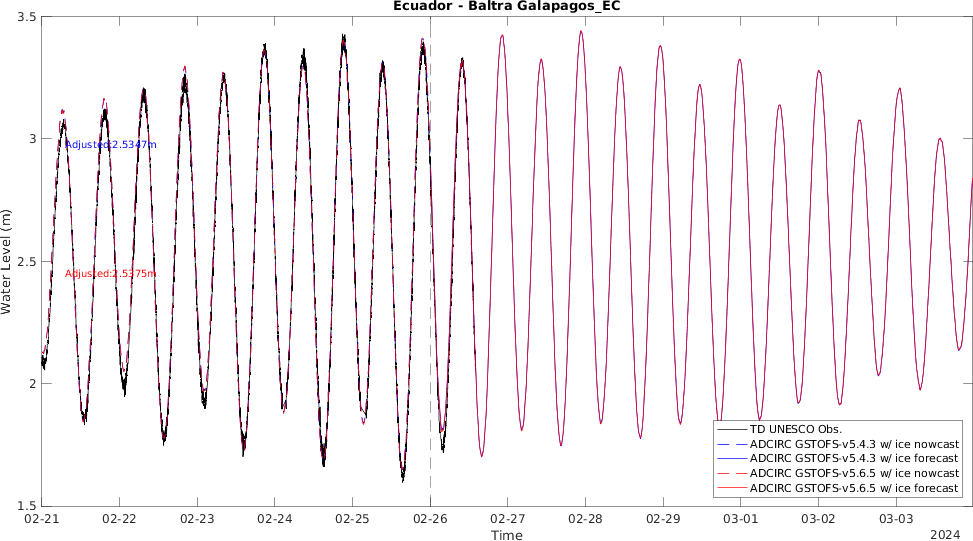 Ecuador - Baltra Galapagos_EC
3.5
3
2.5
2
1.5
Water Level (m)
Adjusted:2.5347m
Adjusted:2.5375m
TD UNESCO Obs.
ADCIRC GSTOFS-v5.4.3 w/ ice nowcast
ADCIRC GSTOFS-v5.4.3 w/ ice forecast
ADCIRC GSTOFS-v5.6.5 w/ ice nowcast
ADCIRC GSTOFS-v5.6.5 w/ ice forecast
02-21 02-22 02-23 02-24 02-25 02-26 02-27 02-28 02-29 03-01 03-02 03-03
Time
2024